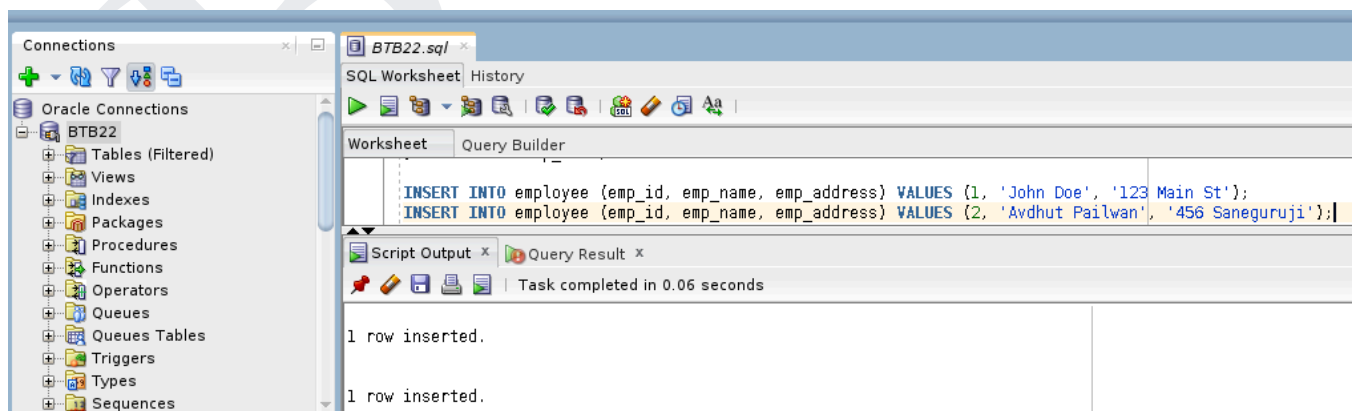 Connections
Oracle Connections
BTB22
Tables (Filtered)
Views
Indexes
Packages
Procedures
Functions
Operators
Queues
Queues Tables
Triggers
Types
Sequences
BTB22.sql
SQL Worksheet History
Worksheet Query Builder
INSERT INTO employee (emp_id, emp_name, emp_address) VALUES (1, 'John Doe', '123 Main St');
INSERT INTO employee (emp_id, emp_name, emp_address) VALUES (2, 'Avdhut Pailwan', '456 Saneguruji');
Script Output x Query Result x
Task completed in 0.06 seconds
1 row inserted.
1 row inserted.